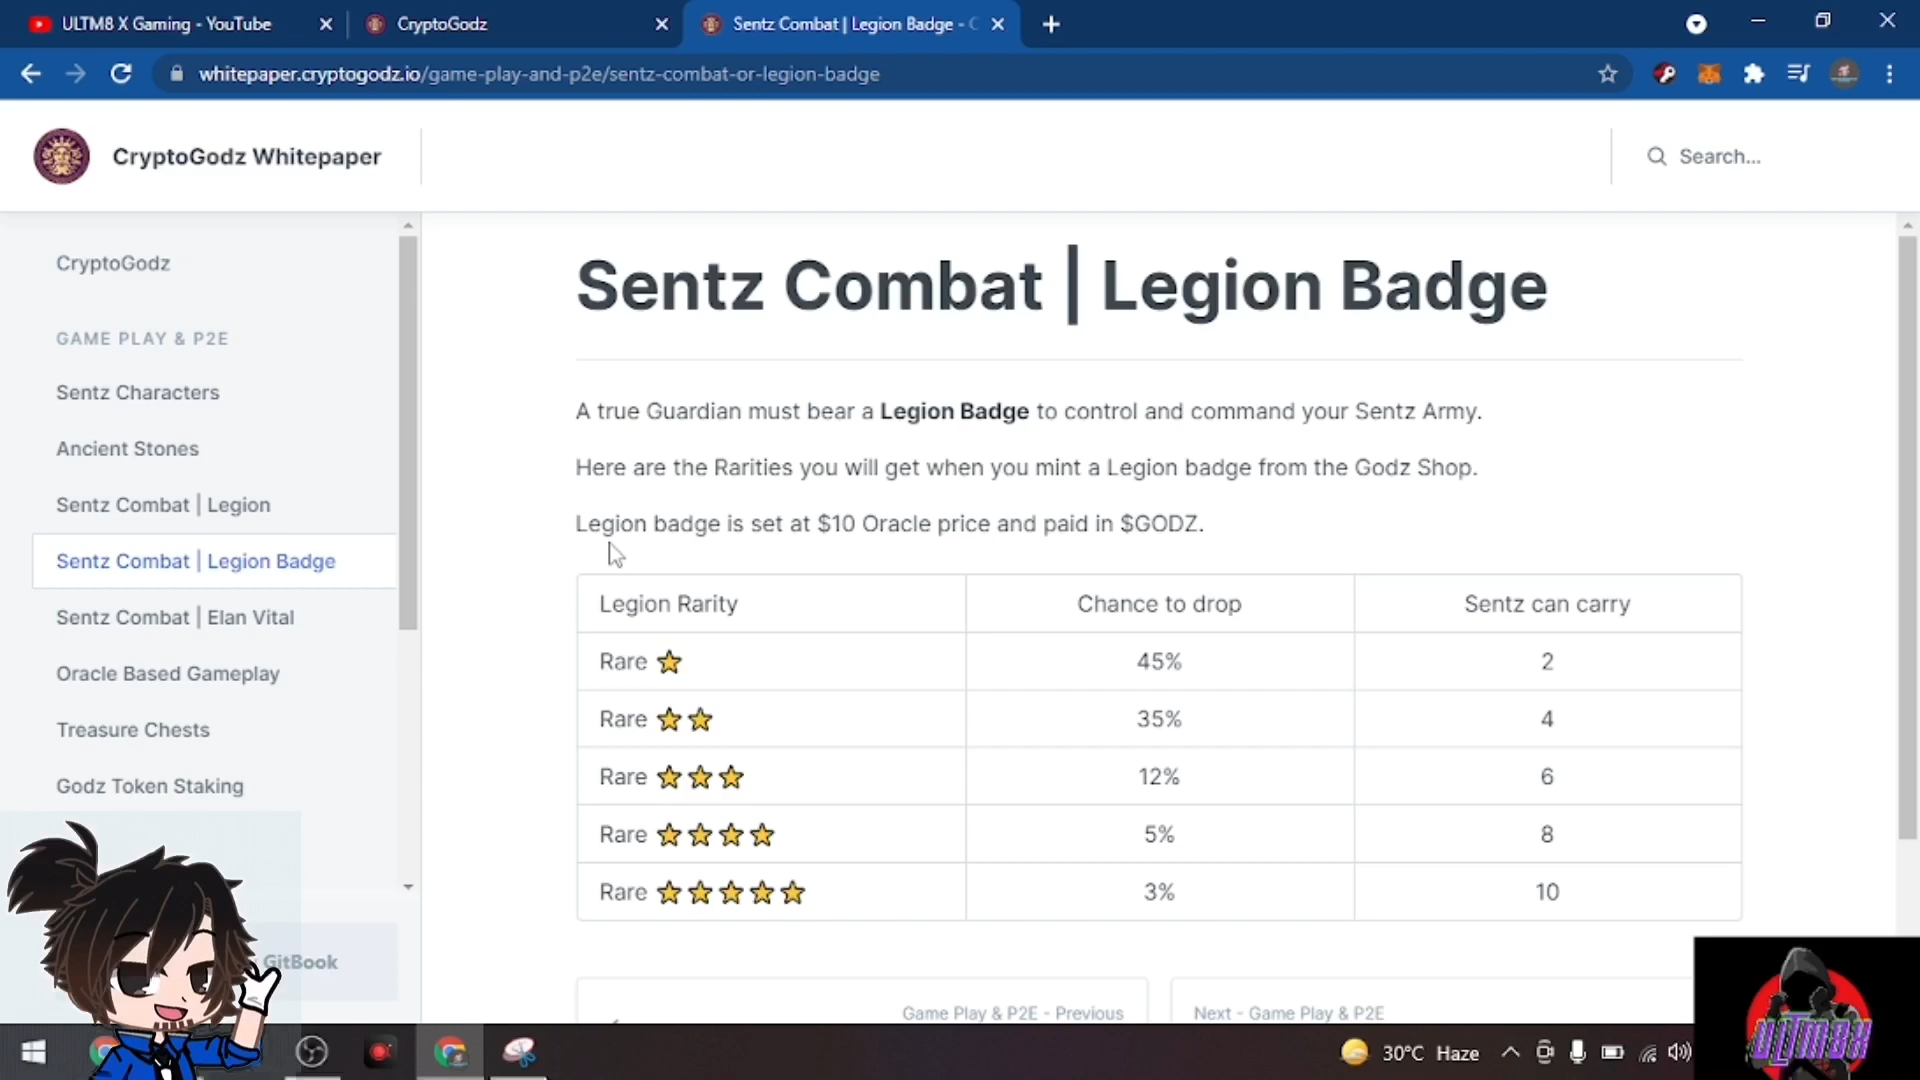 ULTM8 X Gaming - YouTube
CryptoGodz
Sentz Combat | Legion Badge - C
whitepaper.cryptogodz.io/game-play-and-p2e/sentz-combat-or-legion-badge
CryptoGodz Whitepaper
Search...
CryptoGodz
GAME PLAY & P2E
Sentz Characters
Ancient Stones
Sentz Combat | Legion
Sentz Combat | Legion Badge
Sentz Combat | Elan Vital
Oracle Based Gameplay
Treasure Chests
Godz Token Staking
GitBook
Sentz Combat | Legion Badge
A true Guardian must bear a Legion Badge to control and command your Sentz Army.
Here are the Rarities you will get when you mint a Legion badge from the Godz Shop.
Legion badge is set at $10 Oracle price and paid in $GODZ.
Legion Rarity Chance to drop Sentz can carry
Rare ⭐ 45% 2
Rare ⭐⭐ 35% 4
Rare ⭐⭐⭐ 12% 6
Rare ⭐⭐⭐⭐ 5% 8
Rare ⭐⭐⭐⭐⭐ 3% 10
Game Play & P2E - Previous
Next - Game Play & P2E
30°C Haze
ULTM8X